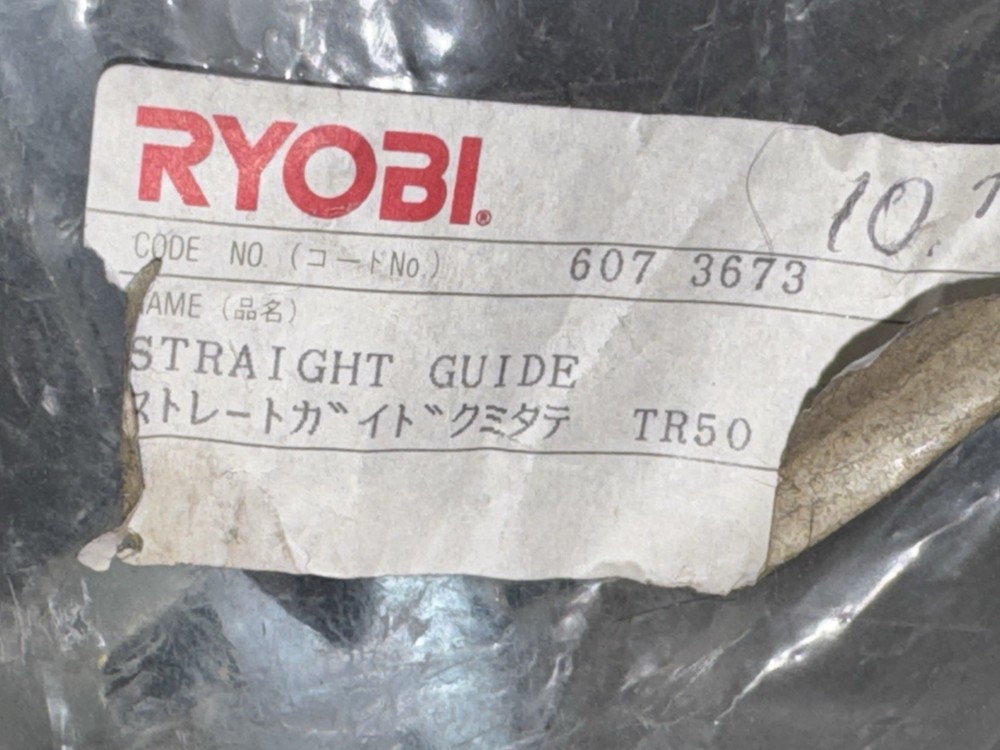 RYOBI®
10.
CODE NO. (コードNo.) 607 3673
NAME (品名)
STRAIGHT GUIDE
ストレートガイドクミタテ TR50